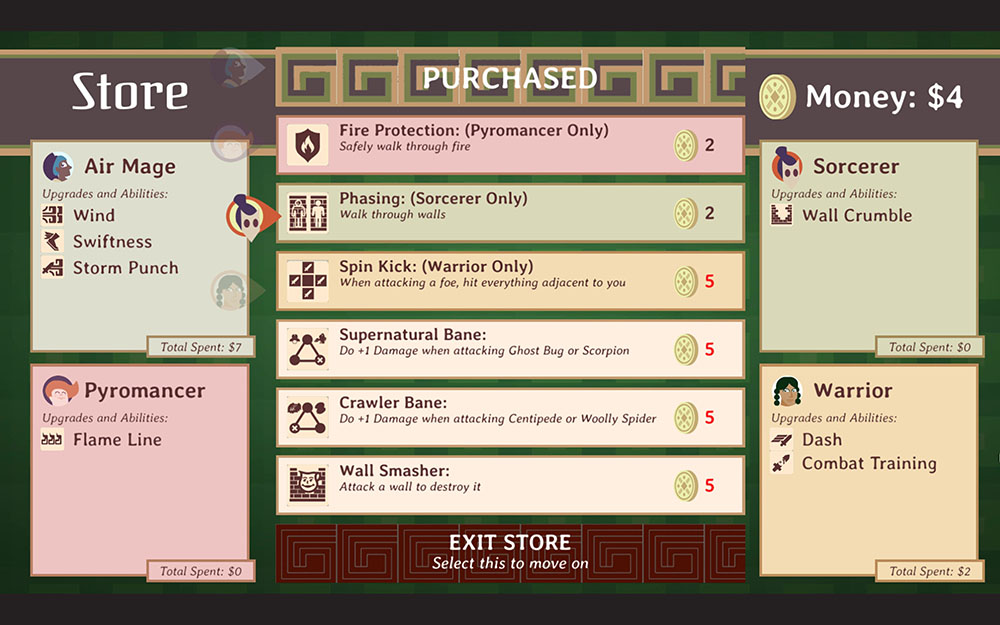 Store
PURCHASED
Money: $4
Air Mage
Upgrades and Abilities:
Wind
Swiftness
Storm Punch
Total Spent: $7
Pyromancer
Upgrades and Abilities:
Flame Line
Total Spent: $0
Fire Protection: (Pyromancer Only)
Safely walk through fire
2
Phasing: (Sorcerer Only)
Walk through walls
2
Spin Kick: (Warrior Only)
When attacking a foe, hit everything adjacent to you
5
Supernatural Bane:
Do +1 Damage when attacking Ghost Bug or Scorpion
5
Crawler Bane:
Do +1 Damage when attacking Centipede or Woolly Spider
5
Wall Smasher:
Attack a wall to destroy it
5
EXIT STORE
Select this to move on
Sorcerer
Upgrades and Abilities:
Wall Crumble
Total Spent: $0
Warrior
Upgrades and Abilities:
Dash
Combat Training
Total Spent: $2